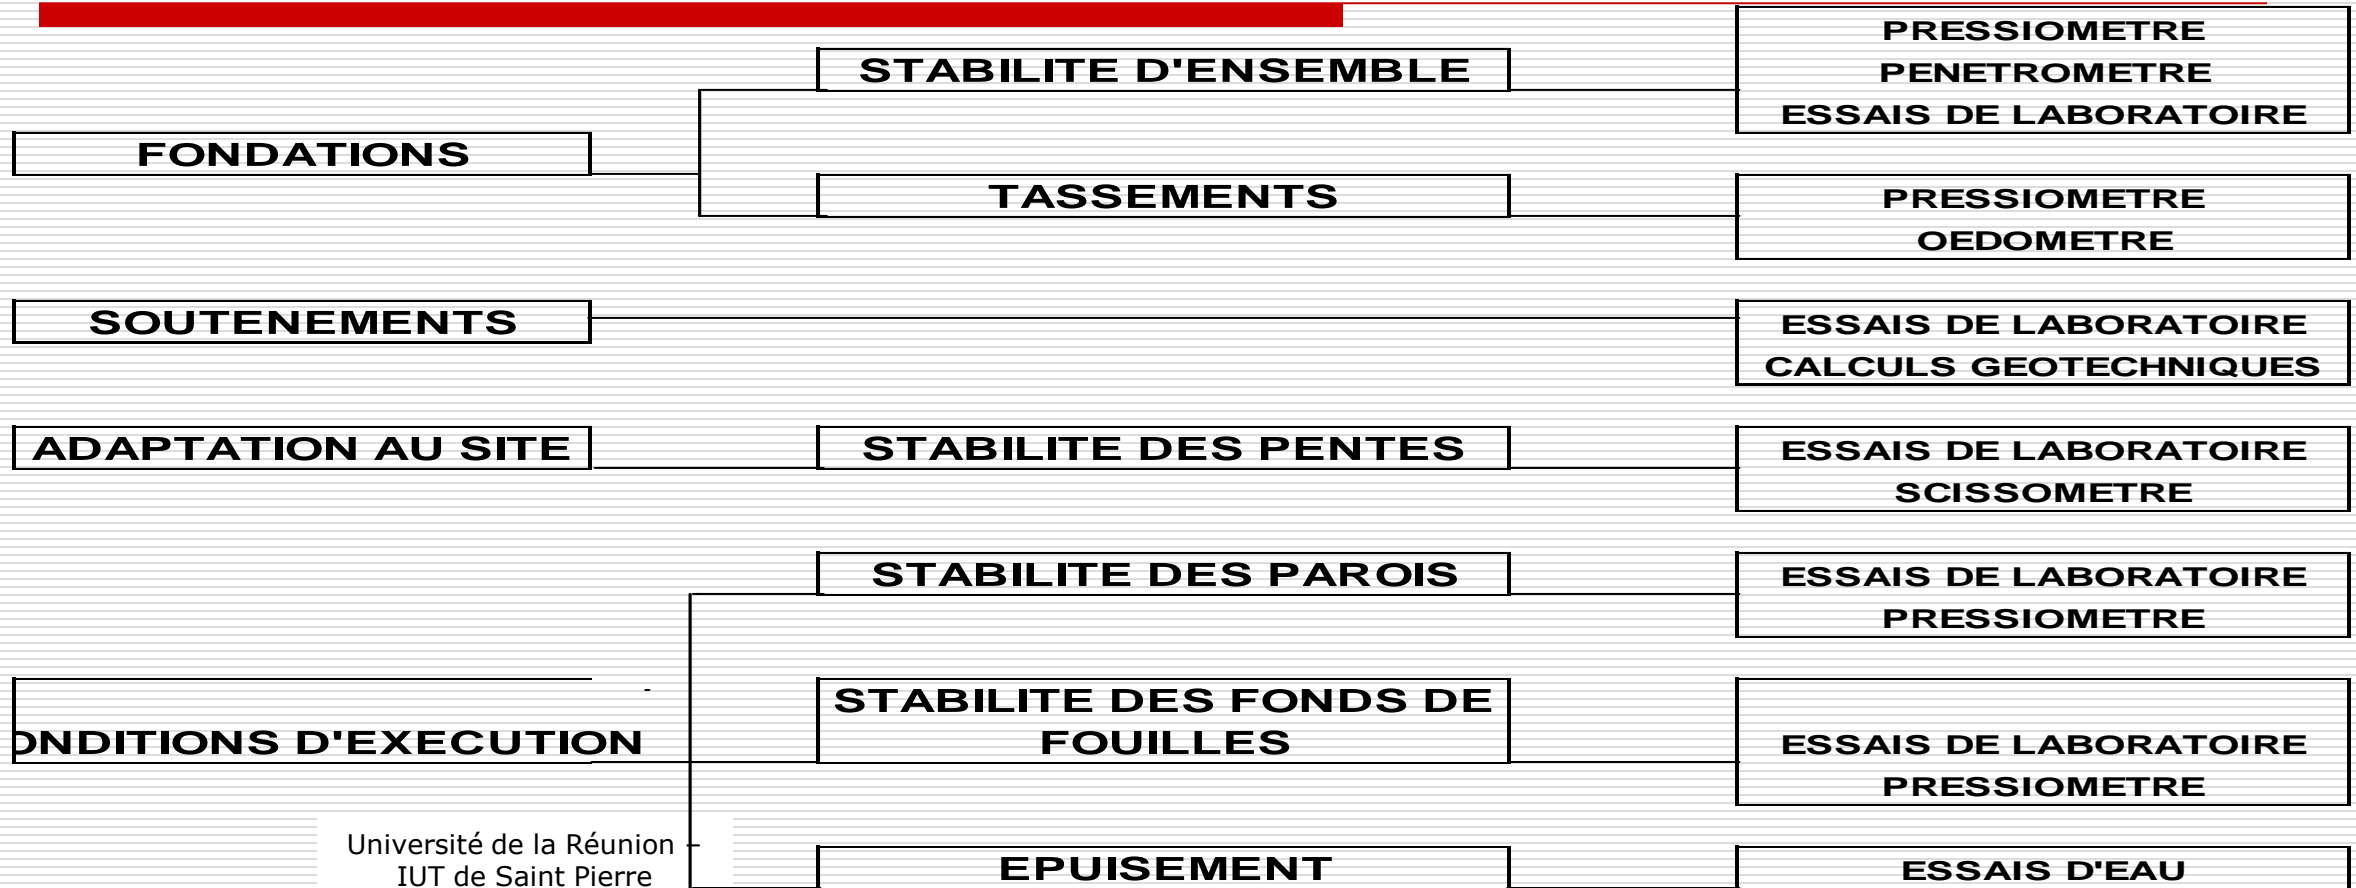 FONDATIONS
STABILITE D'ENSEMBLE
PRESSIOMETRE
PENETROMETRE
ESSAIS DE LABORATOIRE
TASSEMENTS
PRESSIOMETRE
OEDOMETRE
SOUTENEMENTS
ESSAIS DE LABORATOIRE
CALCULS GEOTECHNIQUES
ADAPTATION AU SITE
STABILITE DES PENTES
ESSAIS DE LABORATOIRE
SCISSOMETRE
-
ONDITIONS D'EXECUTION
STABILITE DES PAROIS
ESSAIS DE LABORATOIRE
PRESSIOMETRE
STABILITE DES FONDS DE
FOUILLES
ESSAIS DE LABORATOIRE
PRESSIOMETRE
EPUISEMENT
ESSAIS D'EAU
Université de la Réunion –
IUT de Saint Pierre